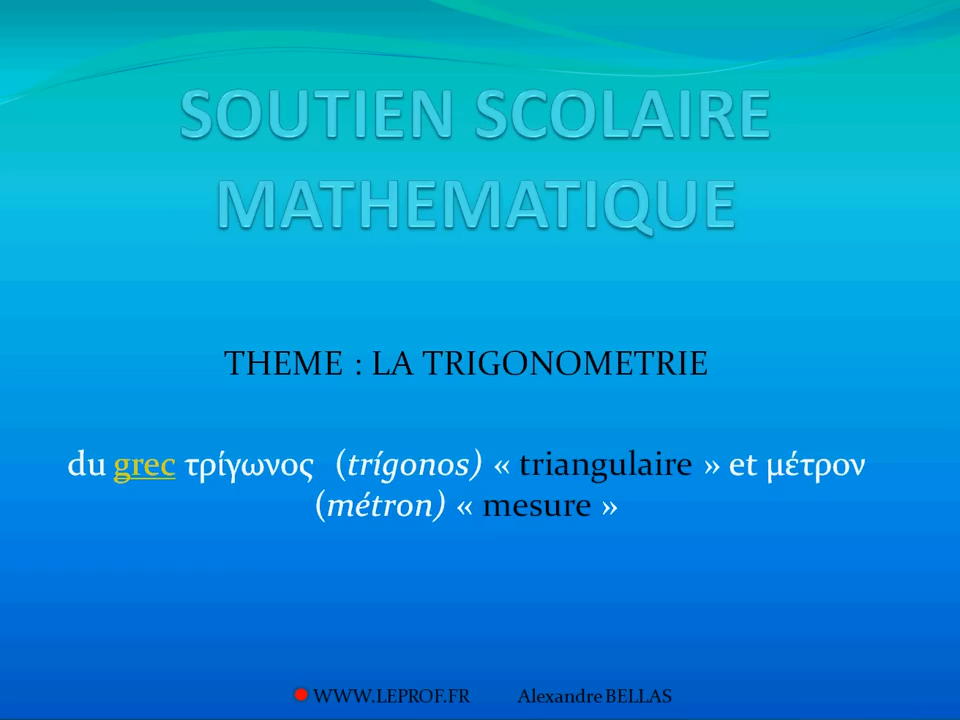 SOUTIEN SCOLAIRE
MATHEMATIQUE
THEME : LA TRIGONOMETRIE
du grec τρίγωνος (trígonos) « triangulaire » et μέτρον
(métron) « mesure »
WWW.LEPROF.FR Alexandre BELLAS